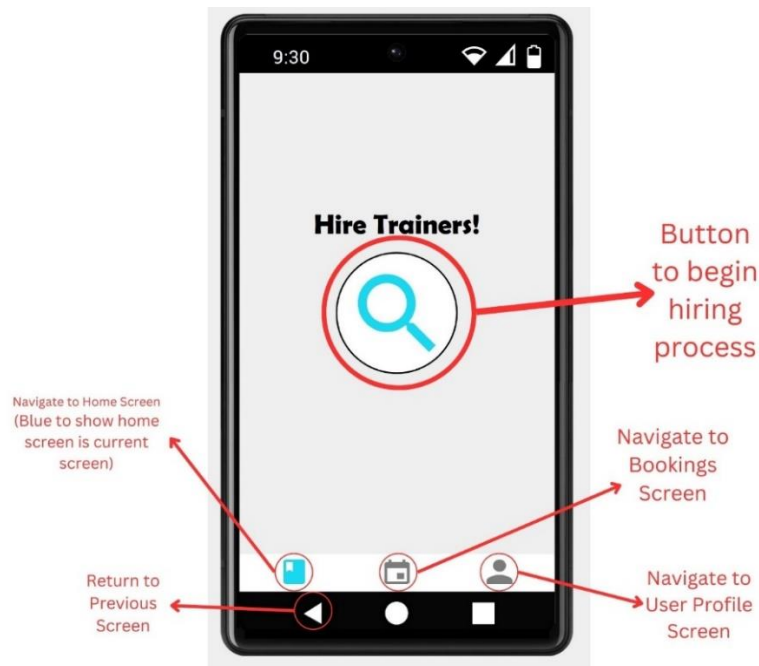 9:30
Hire Trainers!
Button
to begin
hiring
process
Navigate to Home Screen
(Blue to show home
screen is current
screen)
Navigate to
Bookings
Screen
Return to
Previous
Screen
Navigate to
User Profile
Screen